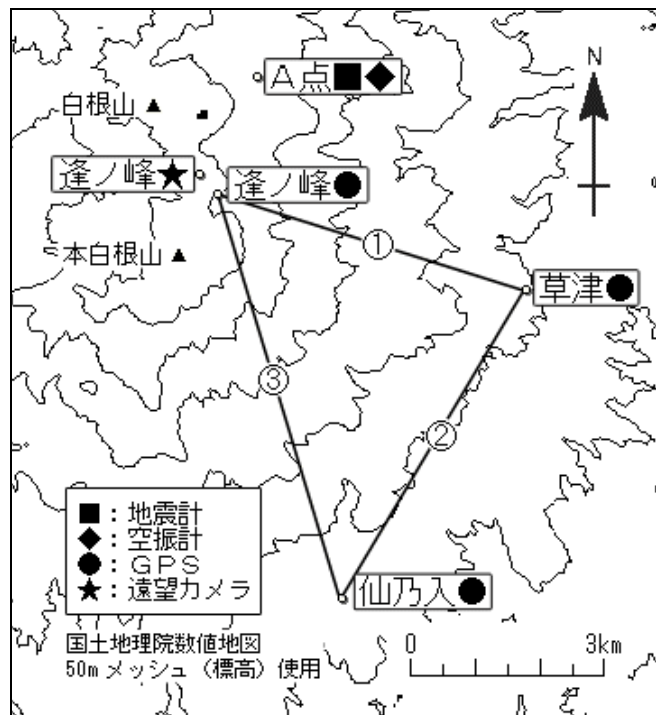 A点■◆
N
白根山▲
逢ノ峰★
逢ノ峰●
①
本白根山▲
草津●
③
②
■:地震計
◆:空振計
●:GPS
★:遠望カメラ
仙乃入●
国土地理院数値地図
50mメッシュ(標高)使用
0 3km